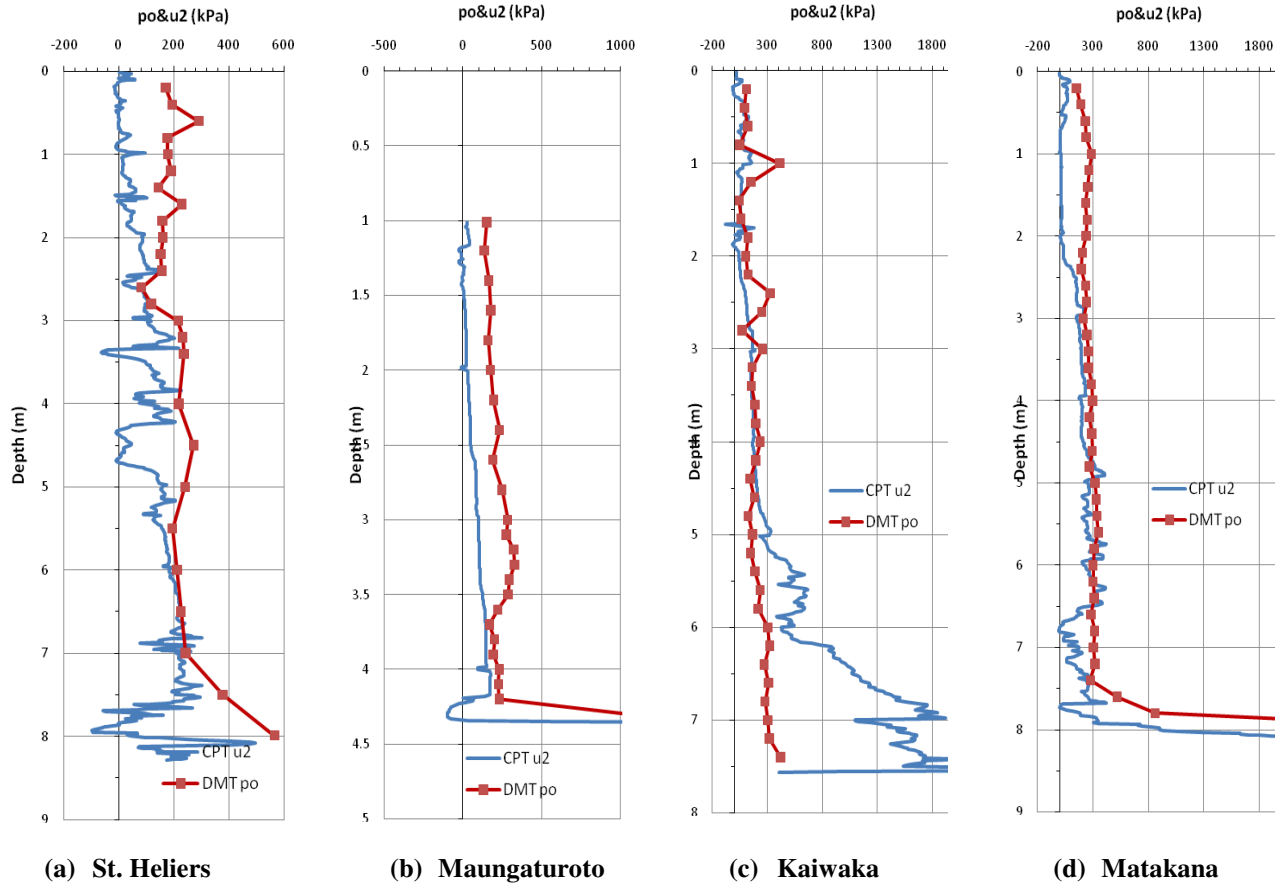 po&u2 (kPa)
-200 0 200 400 600
0
1
2
3
4
5
6
7
8
9
Depth (m)
CPT u2
DMT po
(a) St. Heliers
po&u2 (kPa)
-500 0 500 1000
0
0.5
1
1.5
2
2.5
3
3.5
4
4.5
5
Depth (m)
CPT u2
DMT po
(b) Maungaturoto
po&u2 (kPa)
-200 300 800 1300 1800
0
1
2
3
4
5
6
7
8
Depth (m)
CPT u2
DMT po
(c) Kaiwaka
po&u2 (kPa)
-200 300 800 1300 1800
0
1
2
3
4
5
6
7
8
9
Depth (m)
CPT u2
DMT po
(d) Matakana